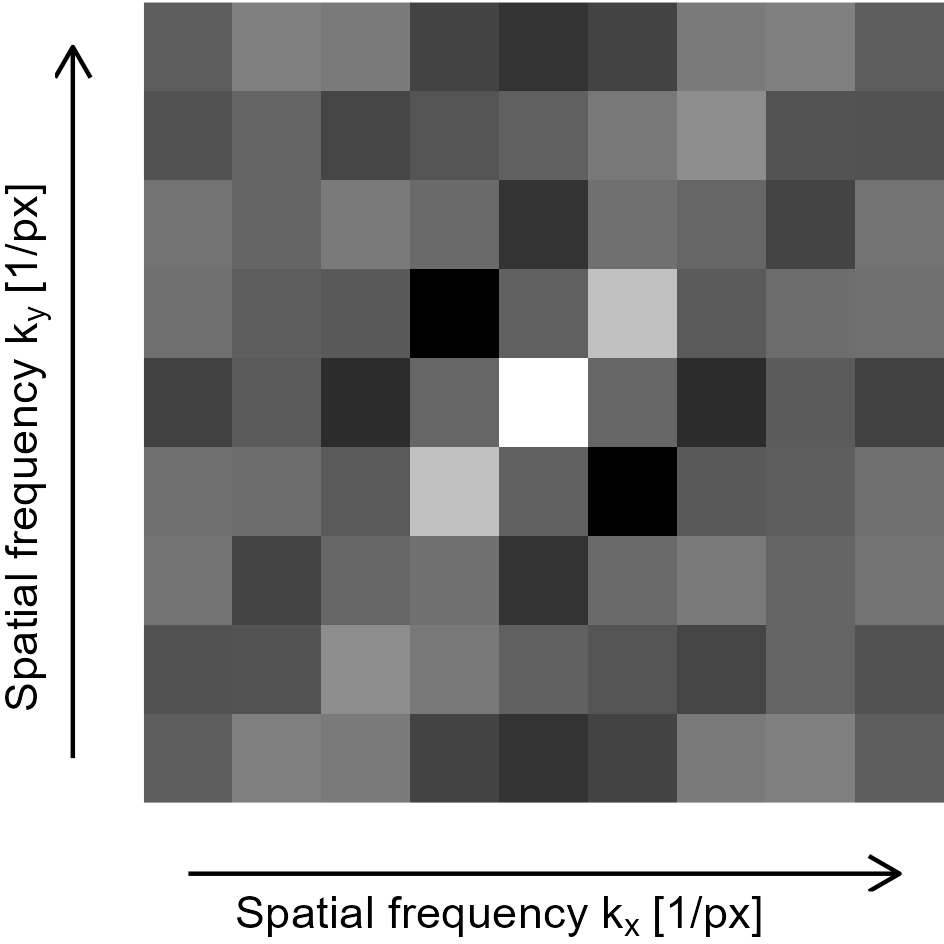 Spatial frequency ky [1/px]
Spatial frequency kx [1/px]